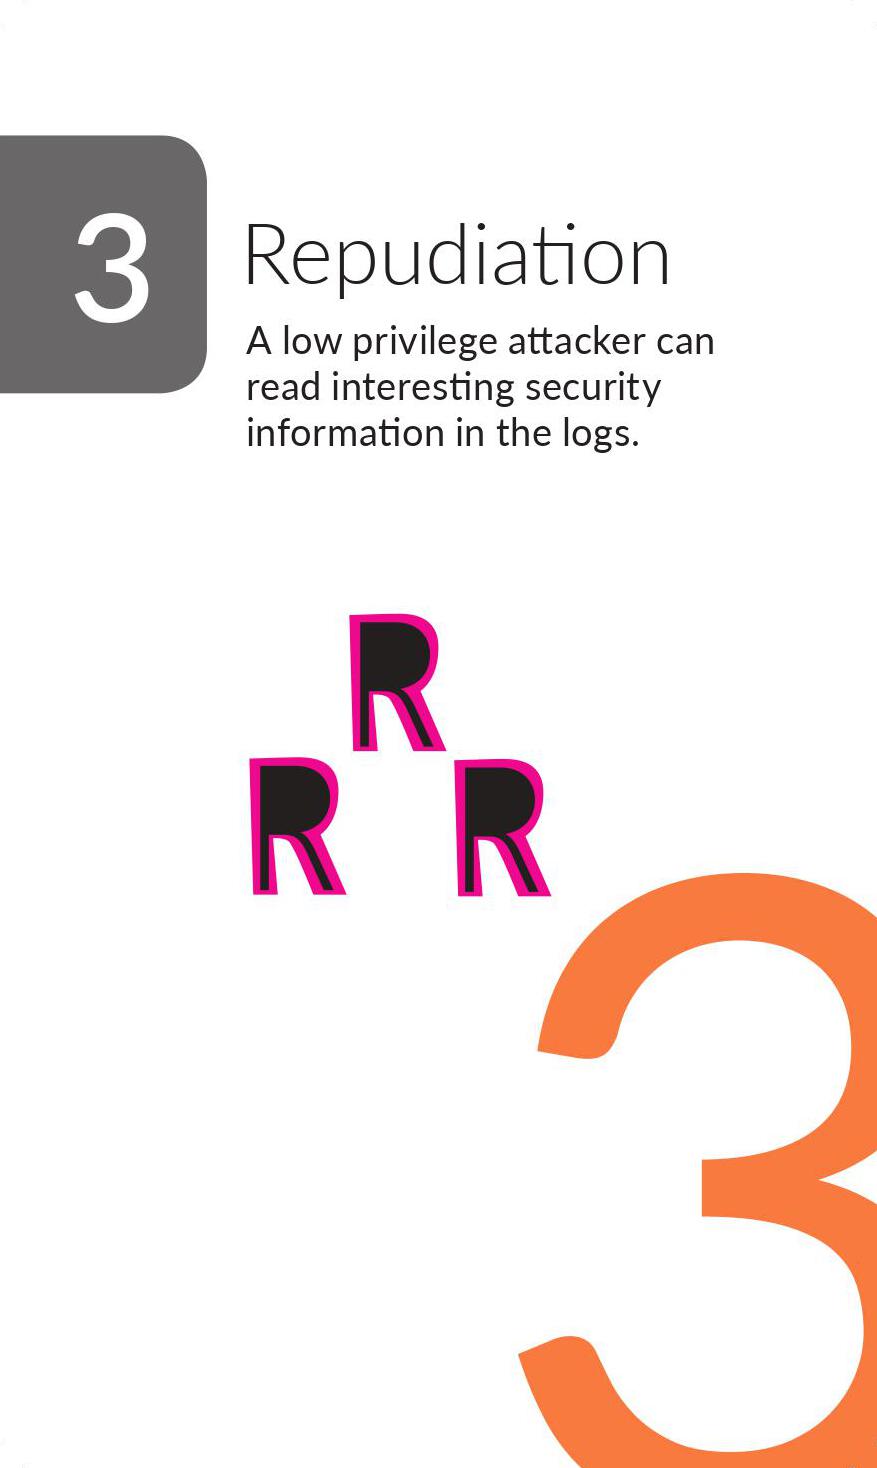 3
Repudiation
A low privilege attacker can
read interesting security
information in the logs.
R
R R
3